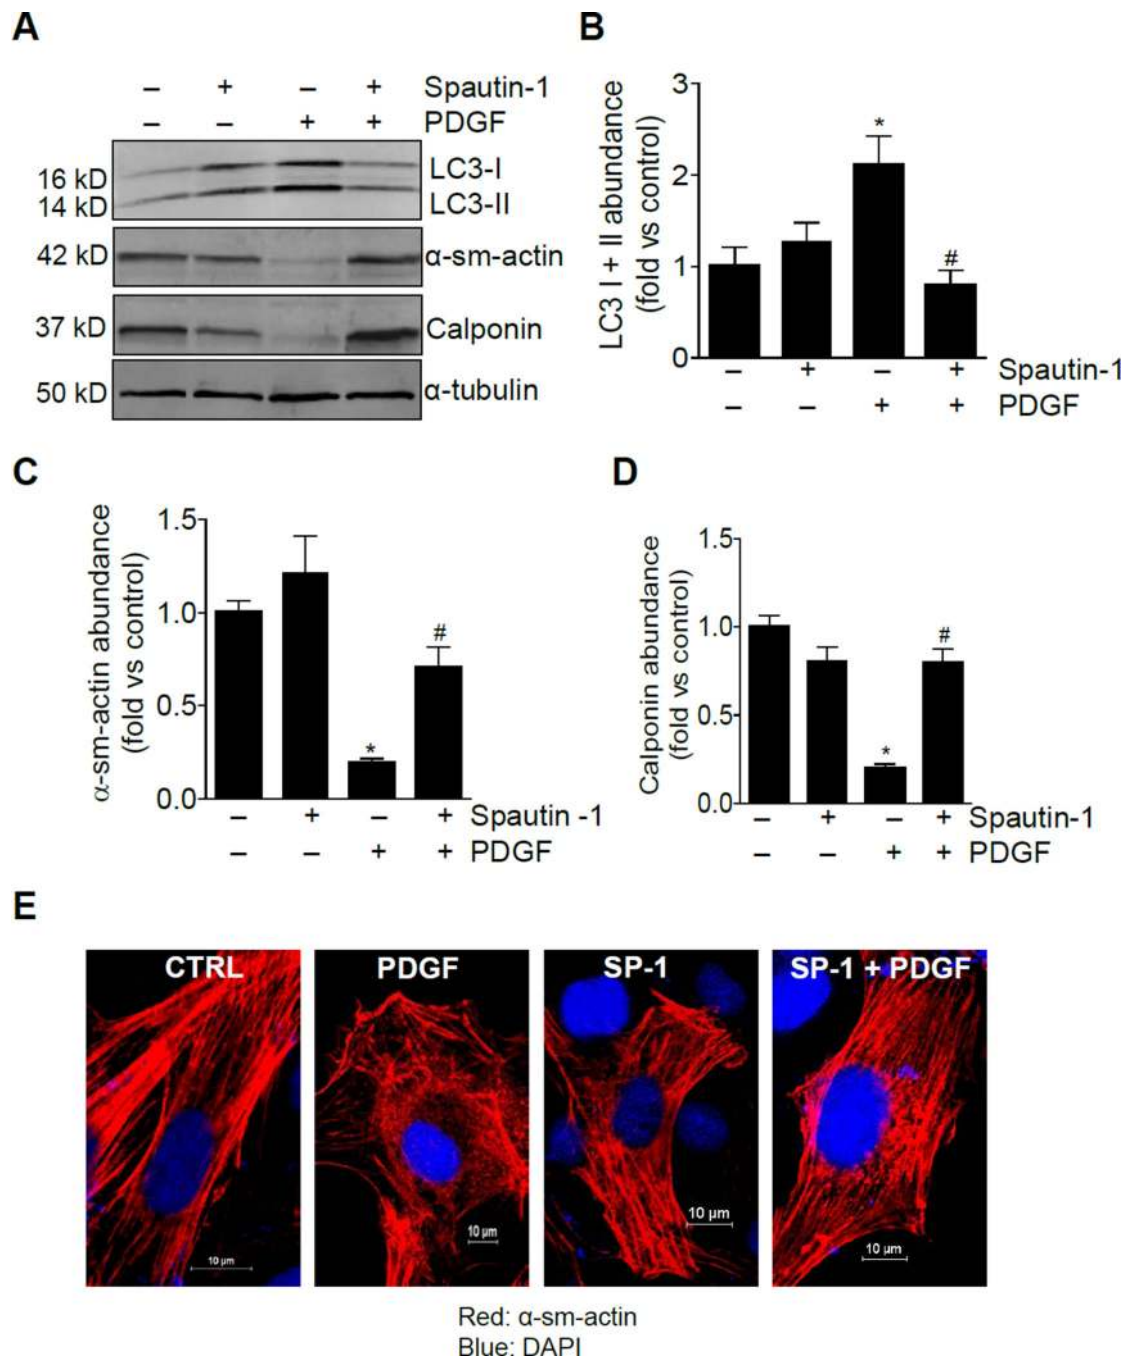 A
– + – + Spautin-1
– – + + PDGF
16 kD LC3-I
14 kD LC3-II
42 kD α-sm-actin
37 kD Calponin
50 kD α-tubulin
B
LC3 I + II abundance
(fold vs control)
3
2
1
0
*
#
– + – + Spautin-1
– – + + PDGF
C
α-sm-actin abundance
(fold vs control)
1.5
1.0
0.5
0.0
*
#
– + – + Spautin -1
– – + + PDGF
D
Calponin abundance
(fold vs control)
1.5
1.0
0.5
0.0
*
#
– + – + Spautin-1
– – + + PDGF
E
CTRL
10 µm
PDGF
10 µm
SP-1
10 µm
SP-1 + PDGF
10 µm
Red: α-sm-actin
Blue: DAPI